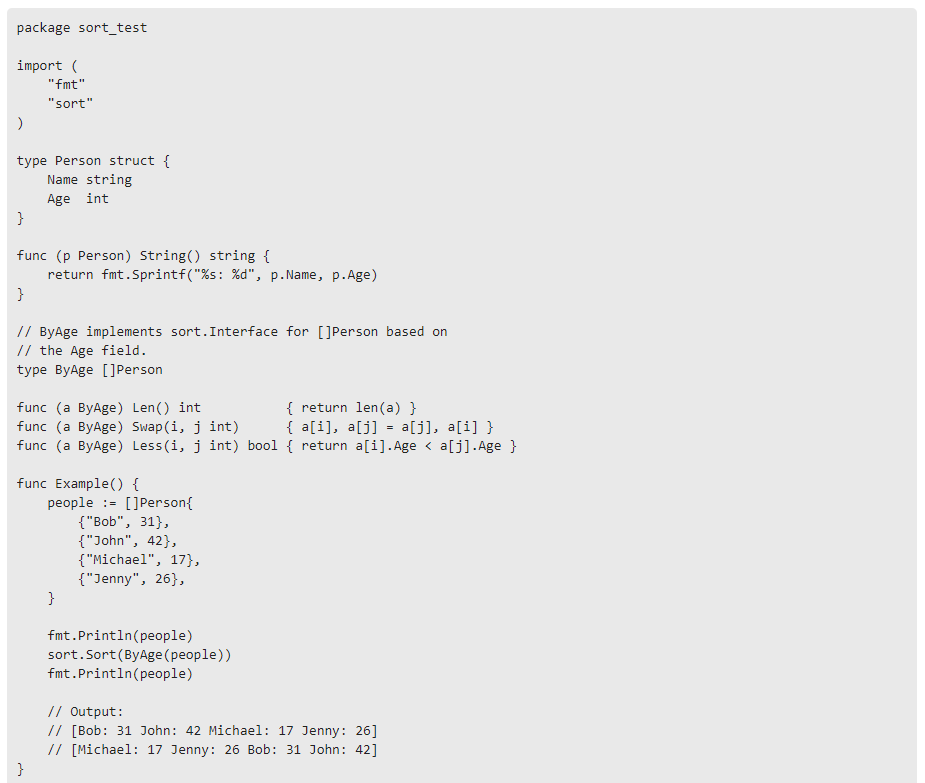 package sort_test

import (
    "fmt"
    "sort"
)

type Person struct {
    Name string
    Age  int
}

func (p Person) String() string {
    return fmt.Sprintf("%s: %d", p.Name, p.Age)
}

// ByAge implements sort.Interface for []Person based on
// the Age field.
type ByAge []Person

func (a ByAge) Len() int           { return len(a) }
func (a ByAge) Swap(i, j int)      { a[i], a[j] = a[j], a[i] }
func (a ByAge) Less(i, j int) bool { return a[i].Age < a[j].Age }

func Example() {
    people := []Person{
        {"Bob", 31},
        {"John", 42},
        {"Michael", 17},
        {"Jenny", 26},
    }

    fmt.Println(people)
    sort.Sort(ByAge(people))
    fmt.Println(people)

    // Output:
    // [Bob: 31 John: 42 Michael: 17 Jenny: 26]
    // [Michael: 17 Jenny: 26 Bob: 31 John: 42]
}